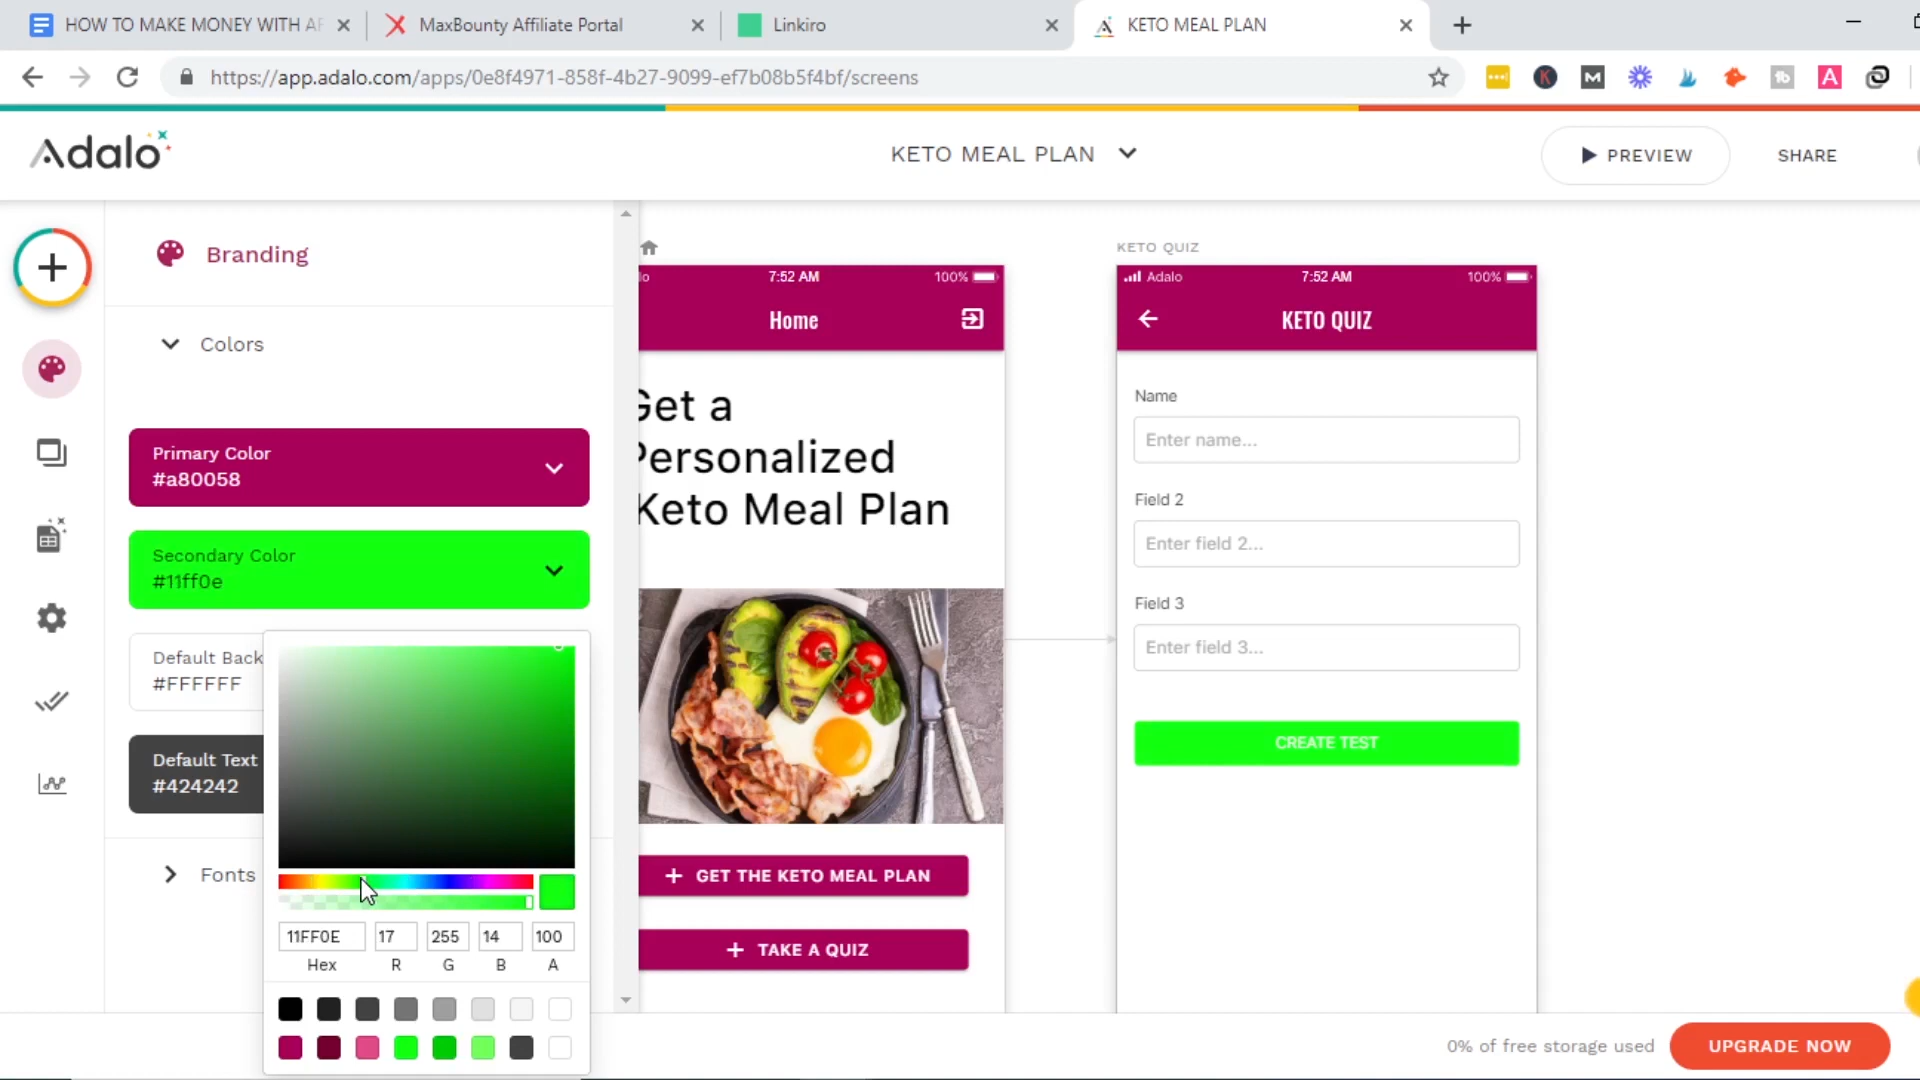 HOW TO MAKE MONEY WITH AF
MaxBounty Affiliate Portal
Linkiro
KETO MEAL PLAN
https://app.adalo.com/apps/0e8f4971-858f-4b27-9099-ef7b08b5f4bf/screens
Adalo
KETO MEAL PLAN
PREVIEW
SHARE
Branding
Colors
Primary Color
#a80058
Secondary Color
#11ff0e
Default Back
#FFFFFF
Default Text
#424242
Fonts
11FF0E 17 255 14 100
Hex R G B A
lo 7:52 AM 100%
Home
Get a
Personalized
Keto Meal Plan
+ GET THE KETO MEAL PLAN
+ TAKE A QUIZ
KETO QUIZ
Adalo 7:52 AM 100%
KETO QUIZ
Name
Enter name...
Field 2
Enter field 2...
Field 3
Enter field 3...
CREATE TEST
0% of free storage used
UPGRADE NOW